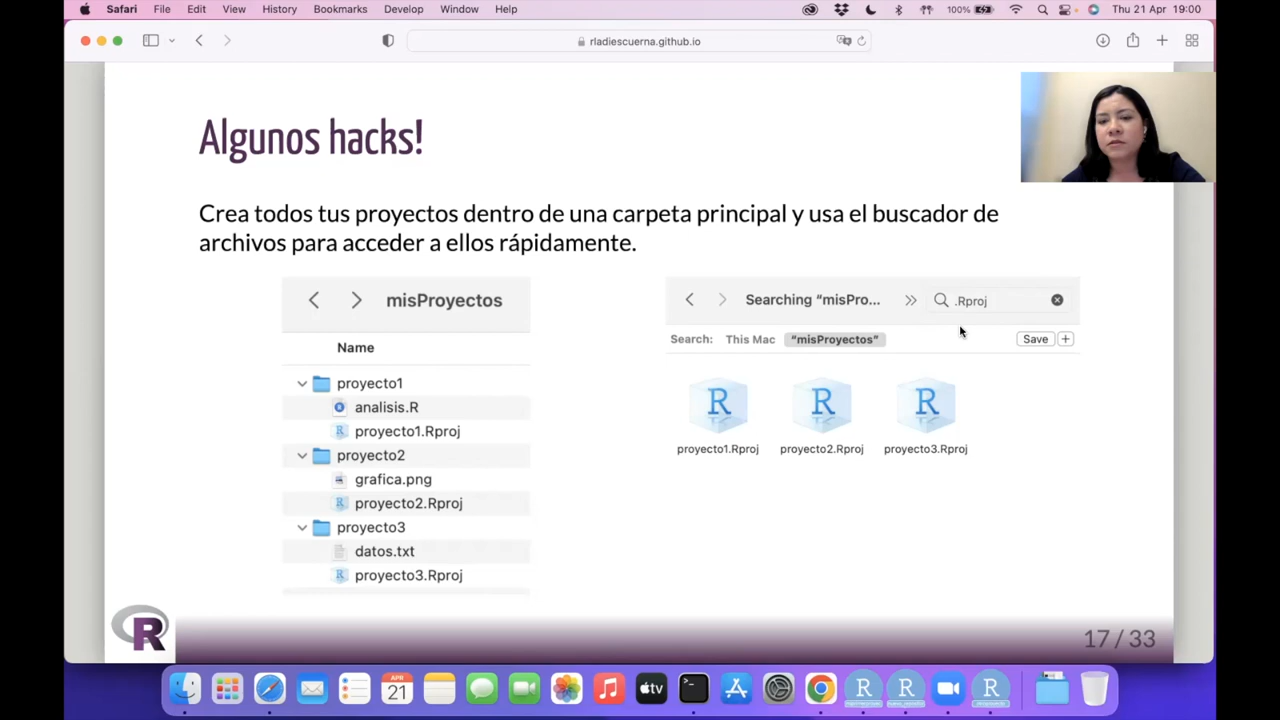 Safari File Edit View History Bookmarks Develop Window Help 100% Thu 21 Apr 19:00
rladiescuerna.github.io
Algunos hacks!
Crea todos tus proyectos dentro de una carpeta principal y usa el buscador de
archivos para acceder a ellos rápidamente.
misProyectos
Name
proyecto1
analisis.R
proyecto1.Rproj
proyecto2
grafica.png
proyecto2.Rproj
proyecto3
datos.txt
proyecto3.Rproj
Searching “misPro... .Rproj
Search: This Mac “misProyectos” Save +
R R R
proyecto1.Rproj proyecto2.Rproj proyecto3.Rproj
R
17 / 33
APR
21
tv
R R R